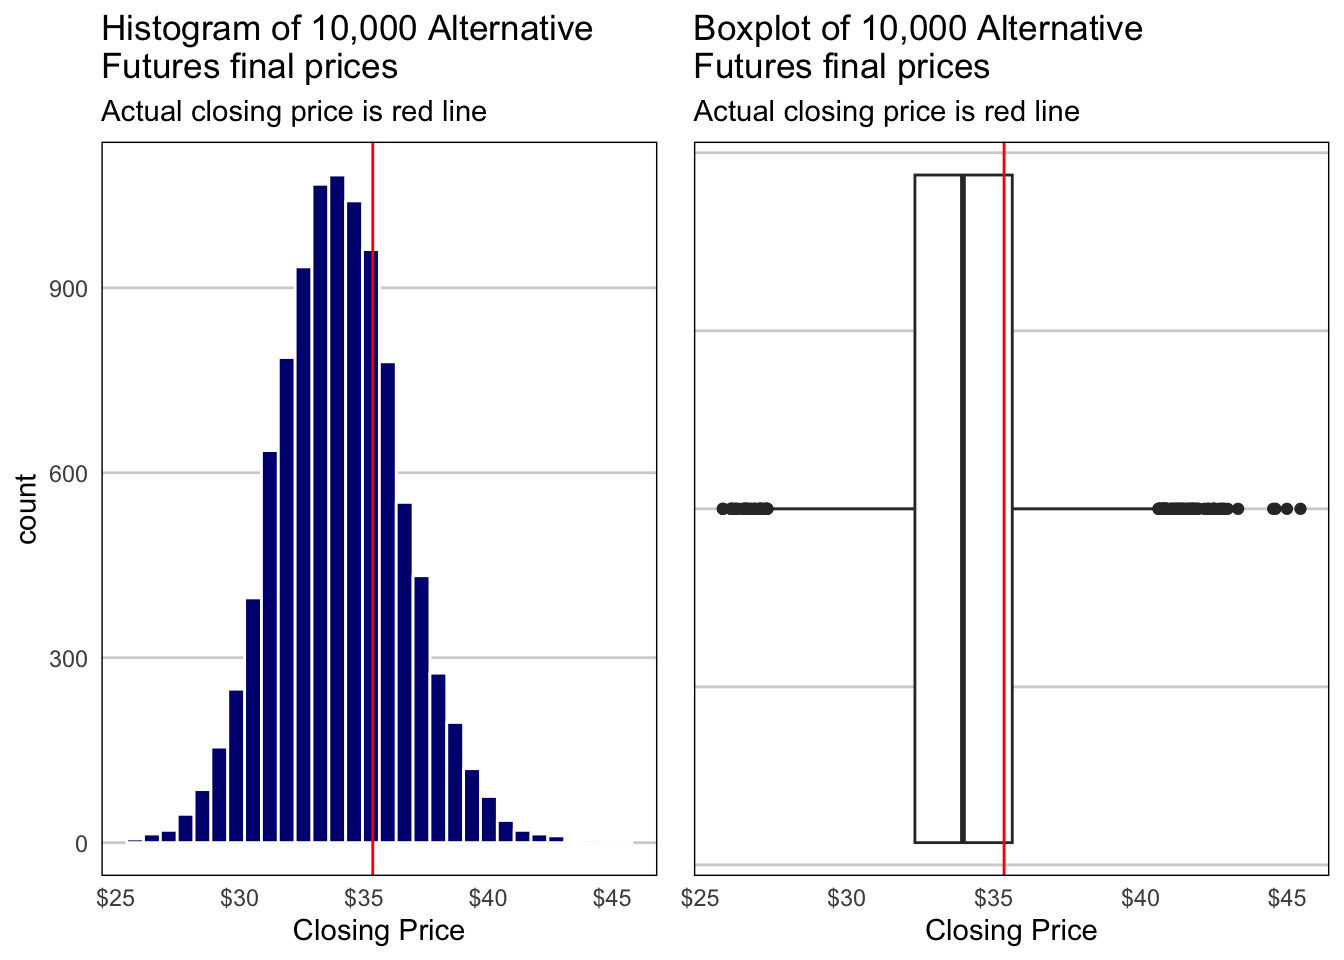 Histogram of 10,000 Alternative
Futures final prices
Actual closing price is red line
count
900
600
300
0
$25 $30 $35 $40 $45
Closing Price
Boxplot of 10,000 Alternative
Futures final prices
Actual closing price is red line
$25 $30 $35 $40 $45
Closing Price